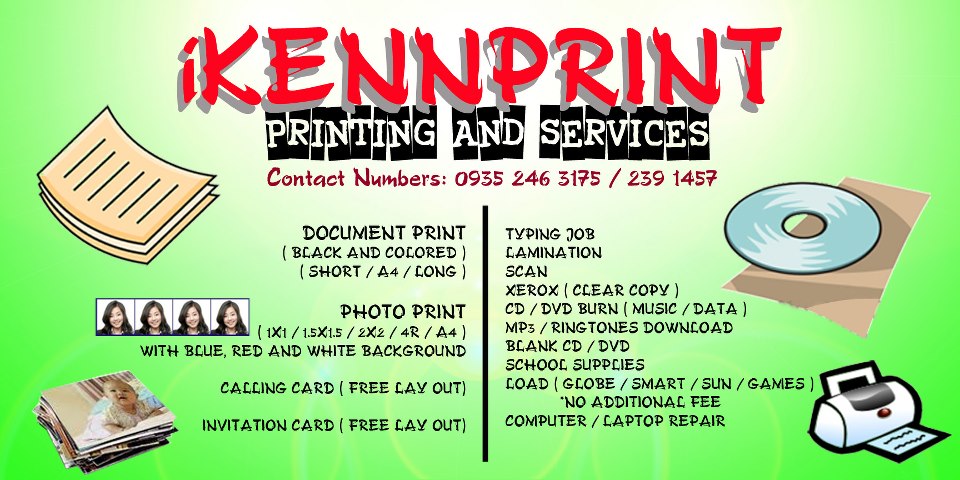 iKENNPRINT
PRINTING AND SERVICES
Contact Numbers: 0935 246 3175 / 239 1457
DOCUMENT PRINT
( BLACK AND COLORED )
( SHORT / A4 / LONG )
PHOTO PRINT
( 1X1 / 1.5X1.5 / 2X2 / 4R / A4 )
WITH BLUE, RED AND WHITE BACKGROUND
CALLING CARD ( FREE LAY OUT)
INVITATION CARD ( FREE LAY OUT)
TYPING JOB
LAMINATION
SCAN
XEROX ( CLEAR COPY )
CD / DVD BURN ( MUSIC / DATA )
MP3 / RINGTONES DOWNLOAD
BLANK CD / DVD
SCHOOL SUPPLIES
LOAD ( GLOBE / SMART / SUN / GAMES )
*NO ADDITIONAL FEE
COMPUTER / LAPTOP REPAIR